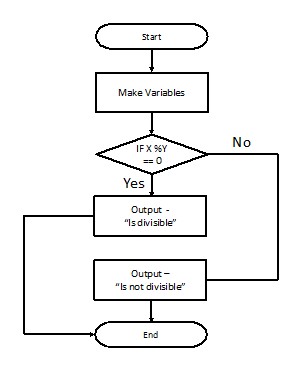 Start
Make Variables
IF X %Y
== 0
No
Yes
Output -
“Is divisible”
Output –
“Is not divisible”
End